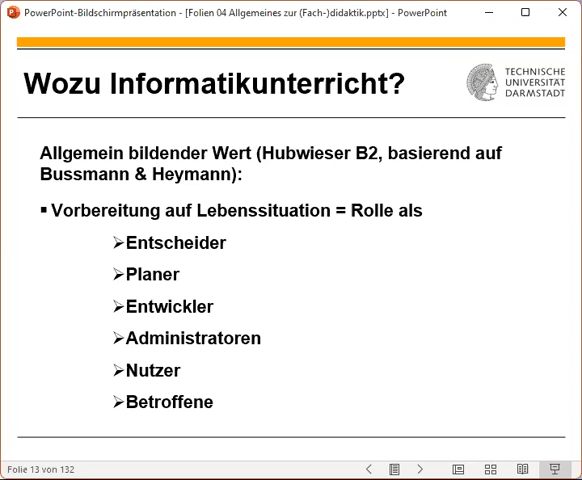 PowerPoint-Bildschirmpräsentation - [Folien 04 Allgemeines zur (Fach-)didaktik.pptx] - PowerPoint
Wozu Informatikunterricht?
TECHNISCHE
UNIVERSITÄT
DARMSTADT
Allgemein bildender Wert (Hubwieser B2, basierend auf
Bussmann & Heymann):
▪ Vorbereitung auf Lebenssituation = Rolle als
➢Entscheider
➢Planer
➢Entwickler
➢Administratoren
➢Nutzer
➢Betroffene
Folie 13 von 132